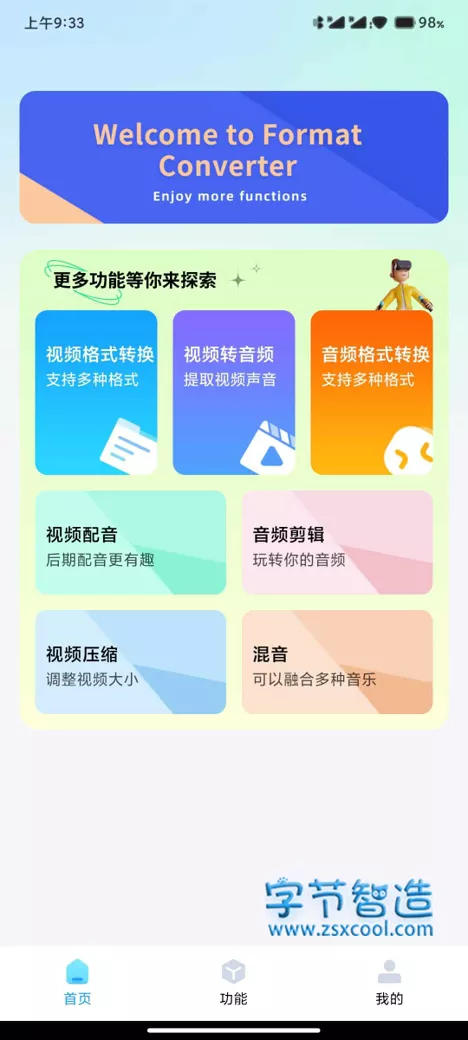 上午9:33
98%
Welcome to Format
Converter
Enjoy more functions
更多功能等你来探索
视频格式转换
支持多种格式
视频转音频
提取视频声音
音频格式转换
支持多种格式
视频配音
后期配音更有趣
音频剪辑
玩转你的音频
视频压缩
调整视频大小
混音
可以融合多种音乐
字节智造
www.zsxcool.com
首页
功能
我的